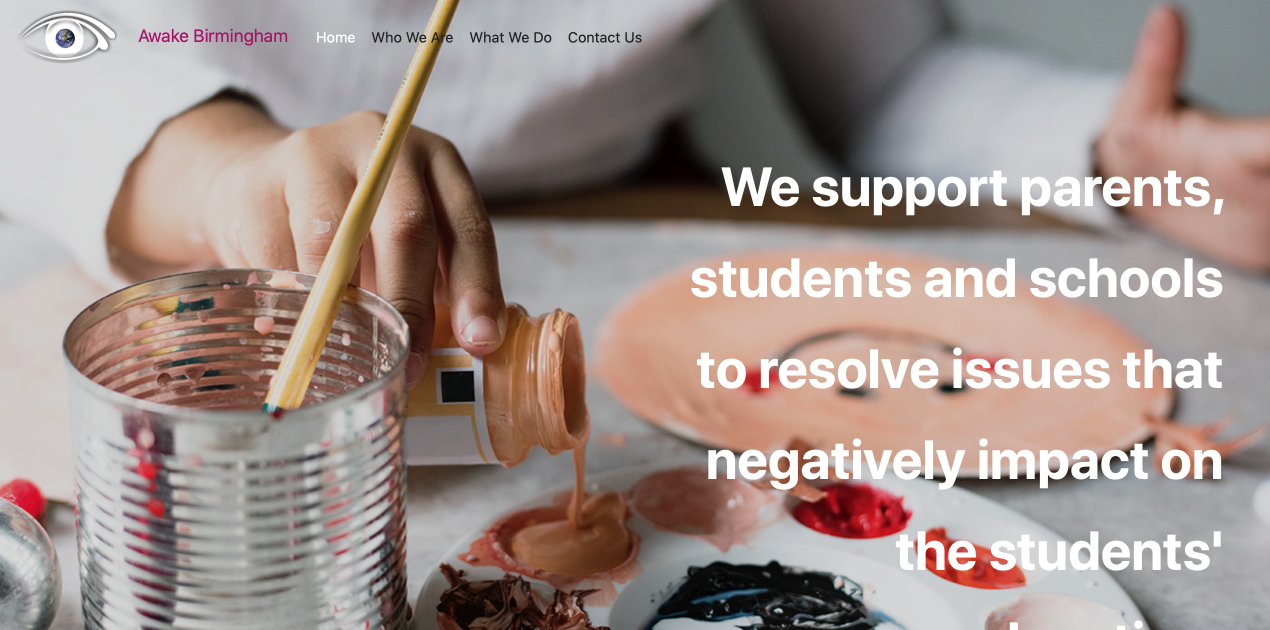 Awake Birmingham Home Who We Are What We Do Contact Us
We support parents,
students and schools
to resolve issues that
negatively impact on
the students'